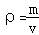 ρ = m/v